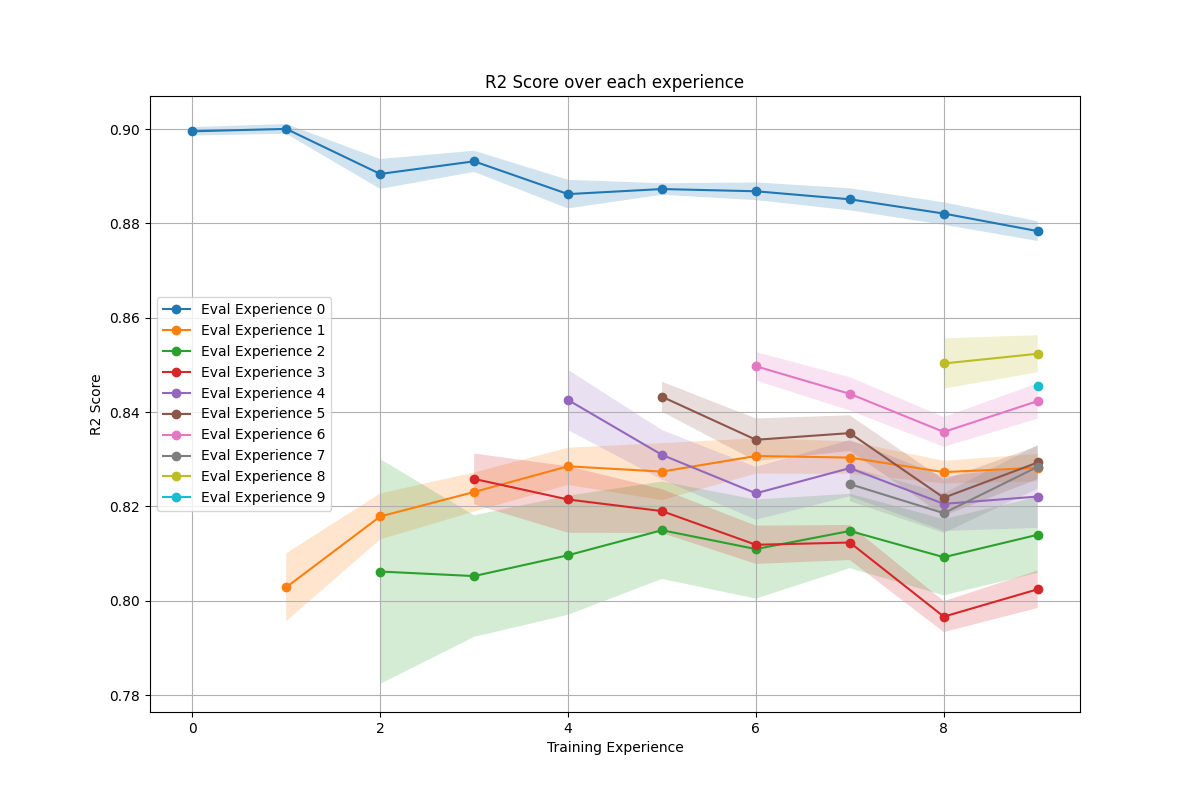 R2 Score over each experience
0.90
0.88
0.86
0.84
0.82
0.80
0.78
R2 Score
Eval Experience 0
Eval Experience 1
Eval Experience 2
Eval Experience 3
Eval Experience 4
Eval Experience 5
Eval Experience 6
Eval Experience 7
Eval Experience 8
Eval Experience 9
0 2 4 6 8
Training Experience